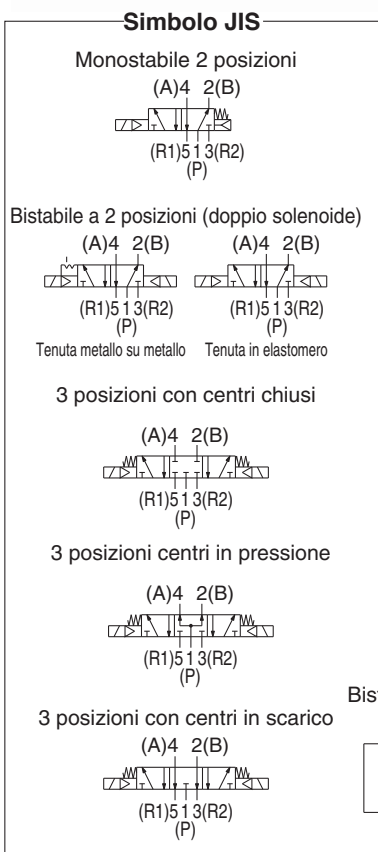 Simbolo JIS
Monostabile 2 posizioni
(A)4 2(B)
(R1)5 1 3(R2)
(P)
Bistabile a 2 posizioni (doppio solenoide)
(A)4 2(B) (A)4 2(B)
(R1)5 1 3(R2) (R1)5 1 3(R2)
(P) (P)
Tenuta metallo su metallo Tenuta in elastomero
3 posizioni con centri chiusi
(A)4 2(B)
(R1)5 1 3(R2)
(P)
3 posizioni centri in pressione
(A)4 2(B)
(R1)5 1 3(R2)
(P)
Bist
3 posizioni con centri in scarico
(A)4 2(B)
(R1)5 1 3(R2)
(P)